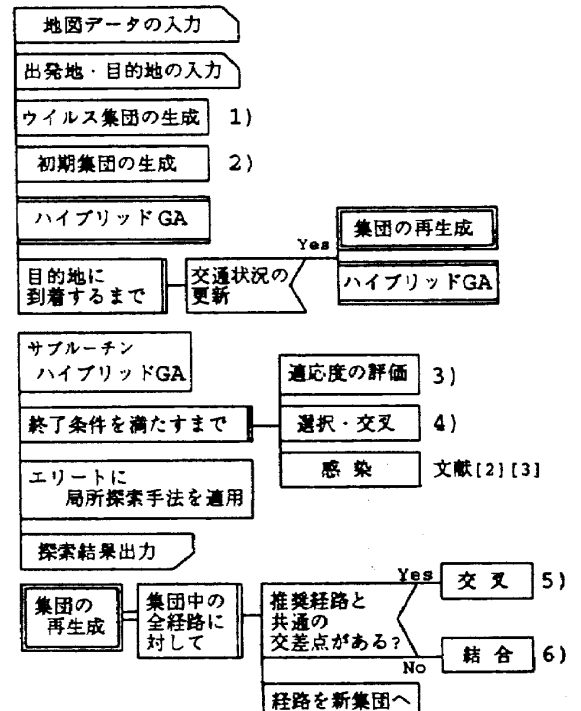 地図データの入力
出発地・目的地の入力
ウイルス集団の生成 1)
初期集団の生成 2)
ハイブリッドGA
目的地に
到着するまで
交通状況の
更新
Yes
集団の再生成
ハイブリッドGA
サブルーチン
ハイブリッドGA
終了条件を満たすまで
適応度の評価 3)
選択・交叉 4)
感染 文献[2][3]
エリートに
局所探索手法を適用
探索結果出力
集団の
再生成
集団中の
全経路に
対して
推奨経路と
共通の
交差点がある?
Yes
交叉 5)
No
結合 6)
経路を新集団へ